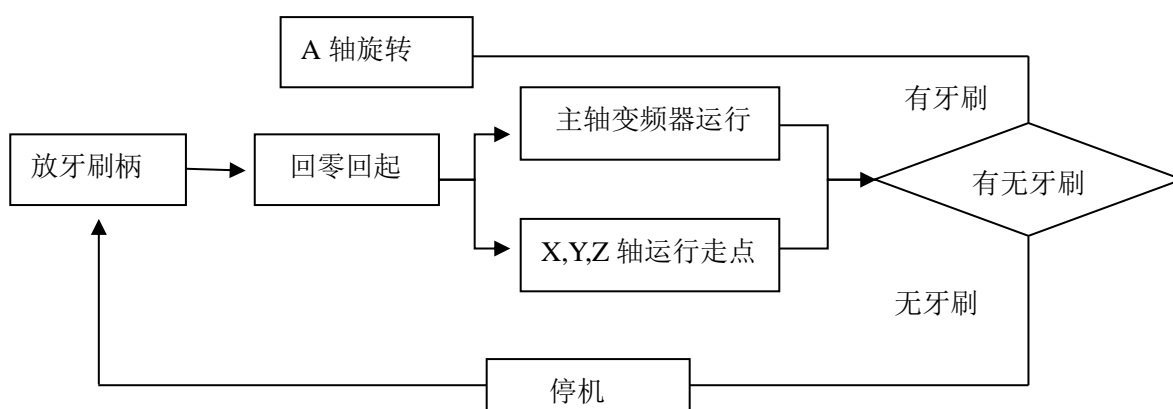 A 轴旋转
有牙刷
主轴变频器运行
放牙刷柄
回零回起
有无牙刷
X,Y,Z 轴运行走点
无牙刷
停机